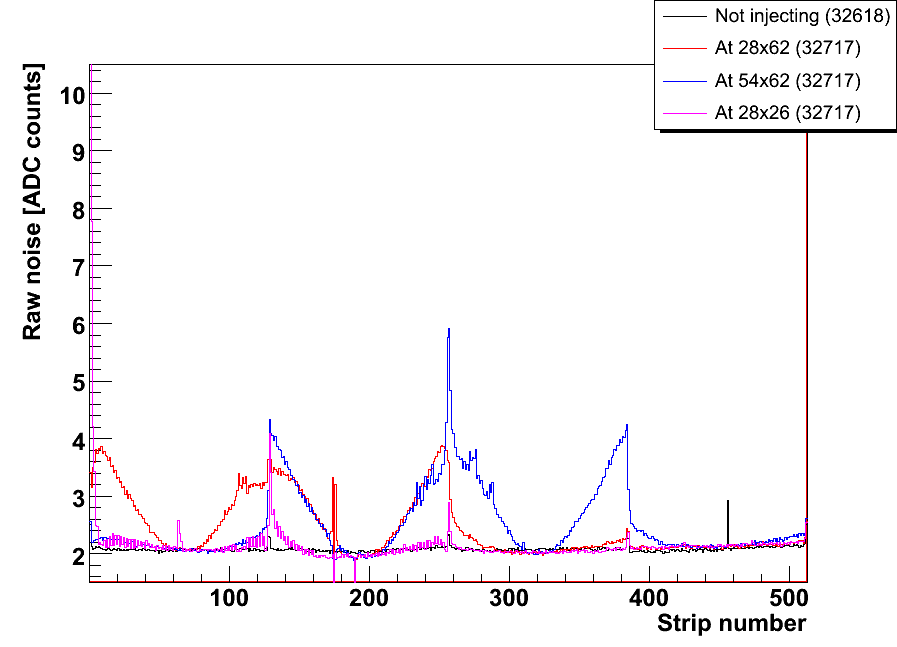 Not injecting (32618)
At 28x62 (32717)
At 54x62 (32717)
At 28x26 (32717)
Raw noise [ADC counts]
10
9
8
7
6
5
4
3
2
100 200 300 400 500
Strip number